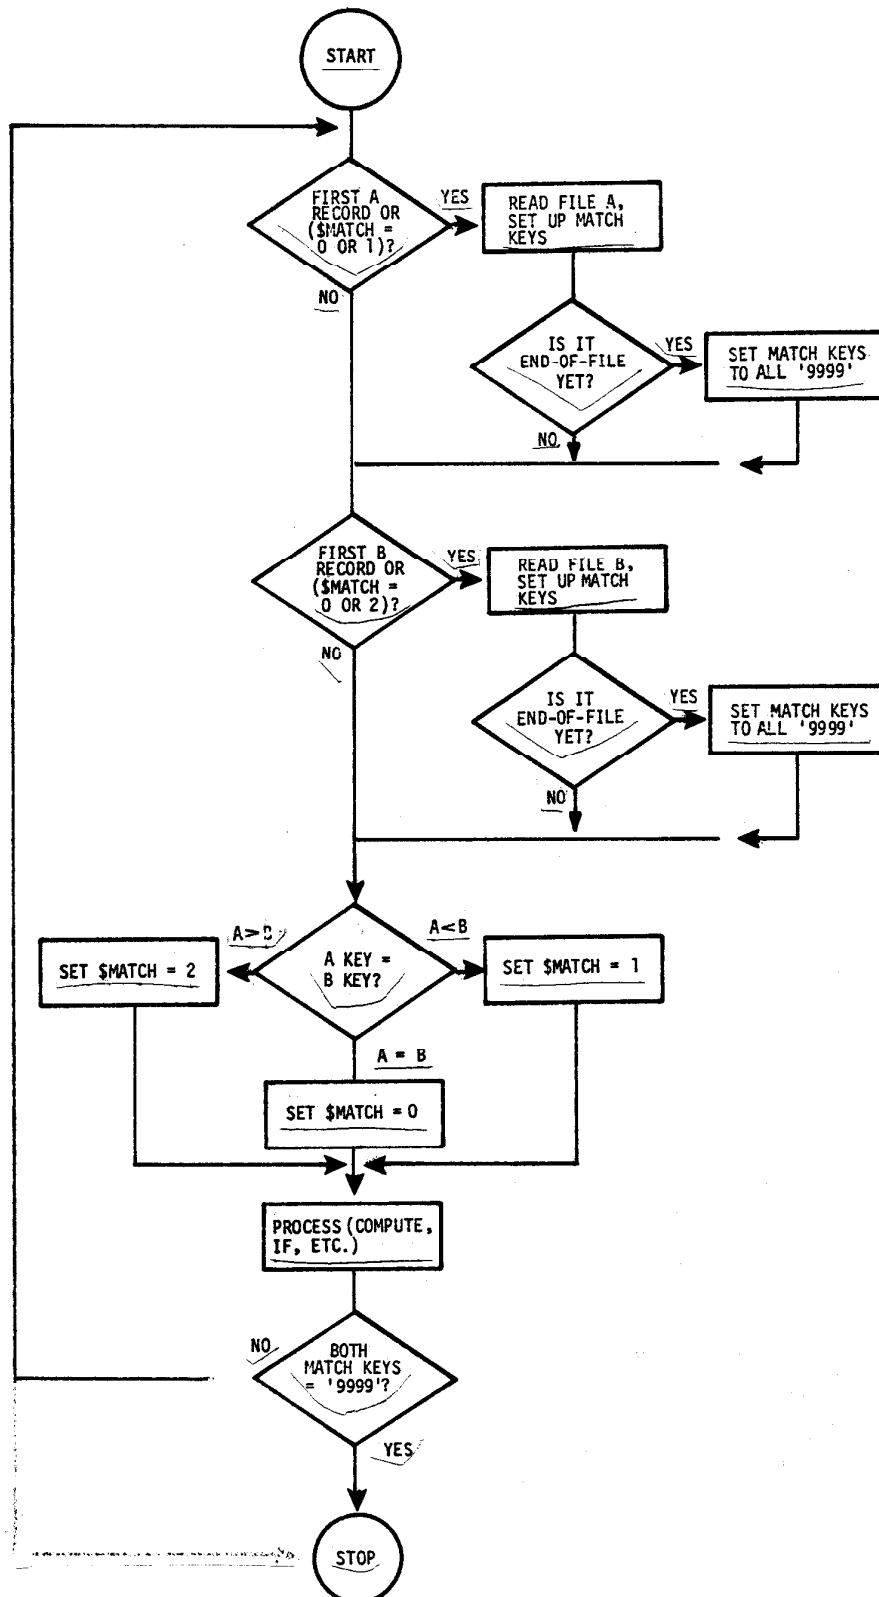 START
FIRST A
RECORD OR
($MATCH =
0 OR 1)?
YES
READ FILE A,
SET UP MATCH
KEYS
NO
IS IT
END-OF-FILE
YET?
YES
SET MATCH KEYS
TO ALL '9999'
NO
FIRST B
RECORD OR
($MATCH =
0 OR 2)?
YES
READ FILE B,
SET UP MATCH
KEYS
NO
IS IT
END-OF-FILE
YET?
YES
SET MATCH KEYS
TO ALL '9999'
NO
A>B
A<B
SET $MATCH = 2
A KEY =
B KEY?
SET $MATCH = 1
A = B
SET $MATCH = 0
PROCESS (COMPUTE,
IF, ETC.)
NO
BOTH
MATCH KEYS
= '9999'?
YES
STOP